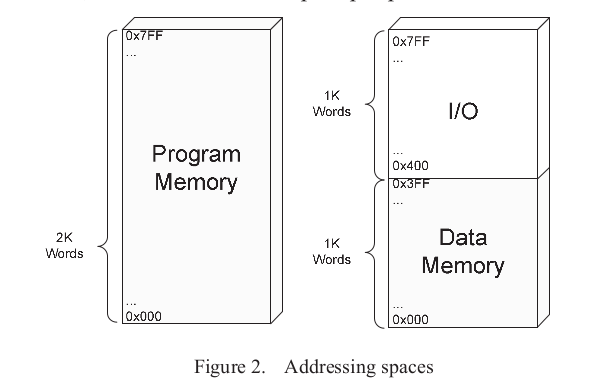 0x7FF
...
Program
Memory
2K
Words
...
0x000
0x7FF
...
1K
Words
I/O
...
0x400
0x3FF
...
1K
Words
Data
Memory
...
0x000
Figure 2. Addressing spaces